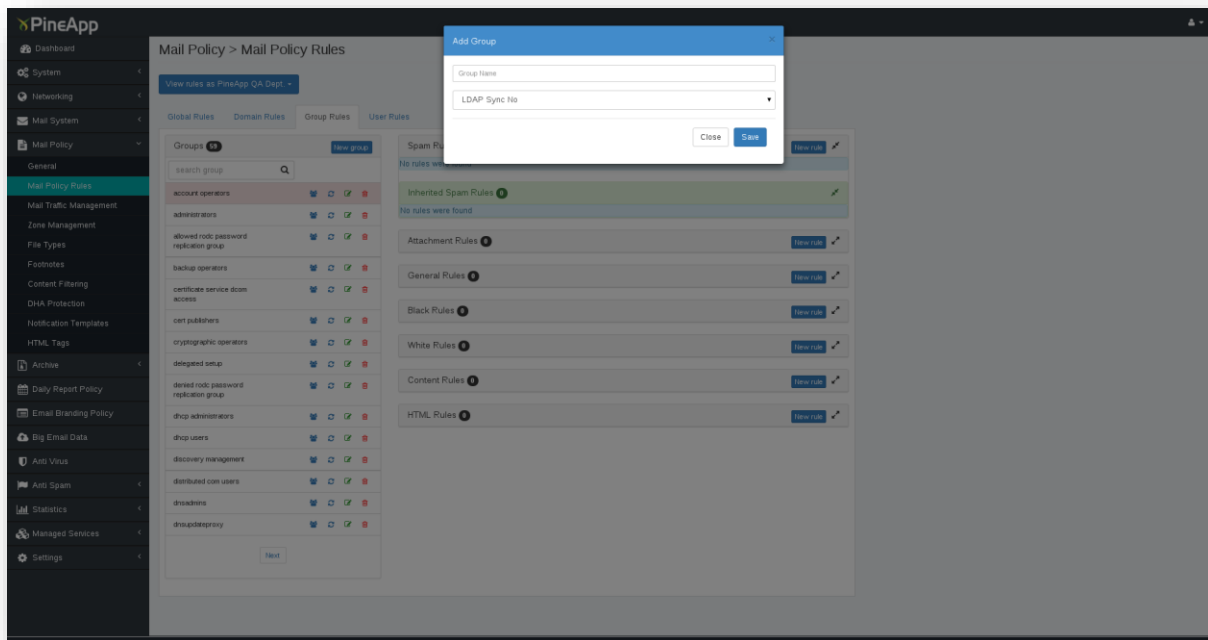 PineApp
Dashboard
System
Networking
Mail System
Mail Policy
General
Mail Policy Rules
Mail Traffic Management
Zone Management
File Types
Footnotes
Content Filtering
DHA Protection
Notification Templates
HTML Tags
Archive
Daily Report Policy
Email Branding Policy
Big Email Data
Anti Virus
Anti Spam
Statistics
Managed Services
Settings
Mail Policy > Mail Policy Rules
View rules as PineApp QA Dept.
Global Rules Domain Rules Group Rules User Rules
Groups 59 New group
search group
account operators
administrators
allowed rodc password
replication group
backup operators
certificate service dcom
access
cert publishers
cryptographic operators
delegated setup
denied rodc password
replication group
dhcp administrators
dhcp users
discovery management
distributed com users
dnsadmins
dnsupdateproxy
Next
Add Group ×
Group Name
LDAP Sync No
Close Save
Spam Ru New rule
No rules were found
Inherited Spam Rules 0
No rules were found
Attachment Rules 0 New rule
General Rules 0 New rule
Black Rules 0 New rule
White Rules 0 New rule
Content Rules 0 New rule
HTML Rules 0 New rule